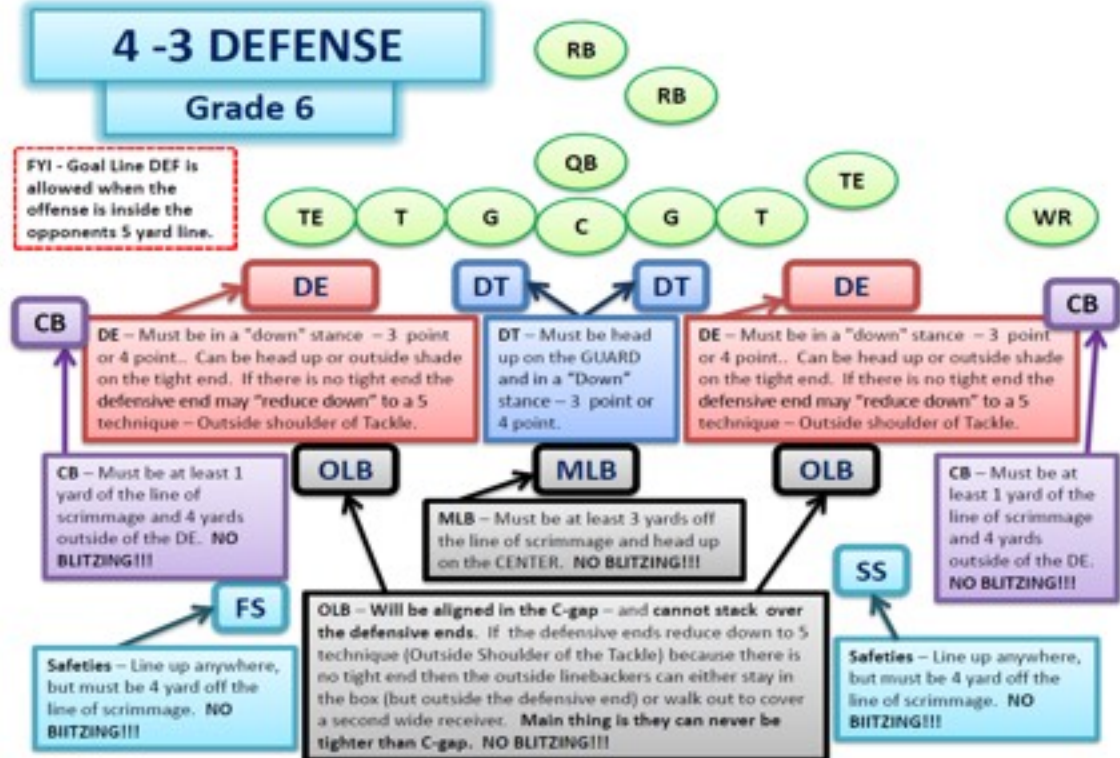 4 -3 DEFENSE
Grade 6
RB
RB
FYI - Goal Line DEF is
allowed when the
offense is inside the
opponents 5 yard line.
QB
TE
TE
T
G
C
G
T
WR
DE
DT
DT
DE
CB
CB
DE – Must be in a "down" stance – 3 point
or 4 point.. Can be head up or outside shade
on the tight end. If there is no tight end the
defensive end may "reduce down" to a 5
technique – Outside shoulder of Tackle.
DT – Must be head
up on the GUARD
and in a "Down"
stance – 3 point or
4 point.
DE – Must be in a "down" stance – 3 point
or 4 point.. Can be head up or outside shade
on the tight end. If there is no tight end the
defensive end may "reduce down" to a 5
technique – Outside shoulder of Tackle.
OLB
MLB
OLB
CB – Must be at least 1
yard of the line of
scrimmage and 4 yards
outside of the DE. NO
BLITZING!!!
MLB – Must be at least 3 yards off
the line of scrimmage and head up
on the CENTER. NO BLITZING!!!
CB – Must be at
least 1 yard of the
line of scrimmage
and 4 yards
outside of the DE.
NO BLITZING!!!
FS
SS
OLB – Will be aligned in the C-gap – and cannot stack over
the defensive ends. If the defensive ends reduce down to 5
technique (Outside Shoulder of the Tackle) because there is
no tight end then the outside linebackers can either stay in
the box (but outside the defensive end) or walk out to cover
a second wide receiver. Main thing is they can never be
tighter than C-gap. NO BLITZING!!!
Safeties – Line up anywhere,
but must be 4 yard off the
line of scrimmage. NO
BIITZING!!!
Safeties – Line up anywhere,
but must be 4 yard off the
line of scrimmage. NO
BIITZING!!!